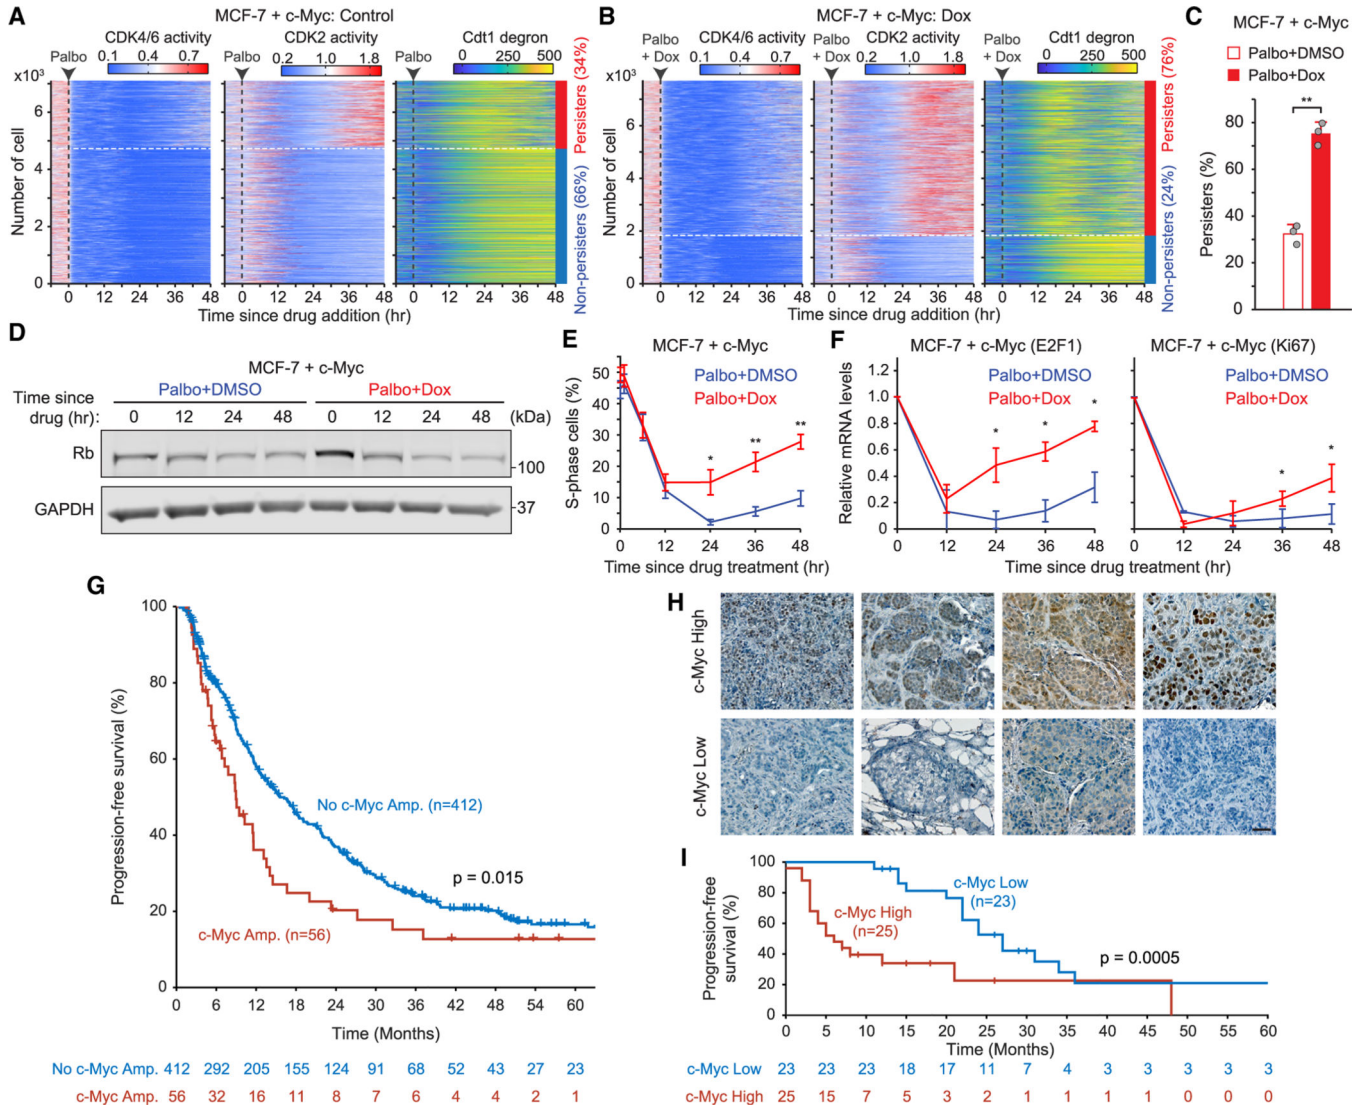 A
MCF-7 + c-Myc: Control
Palbo
CDK4/6 activity
0.1 0.4 0.7
CDK2 activity
0.2 1.0 1.8
Cdt1 degron
0 250 500
x10³
Number of cell
6
4
2
0
Persisters (34%)
Non-persisters (66%)
0 12 24 36 48
0 12 24 36 48
0 12 24 36 48
Time since drug addition (hr)
B
MCF-7 + c-Myc: Dox
Palbo + Dox
CDK4/6 activity
0.1 0.4 0.7
Palbo + Dox
CDK2 activity
0.2 1.0 1.8
Palbo + Dox
Cdt1 degron
0 250 500
x10³
Number of cell
6
4
2
0
Persisters (76%)
Non-persisters (24%)
0 12 24 36 48
0 12 24 36 48
0 12 24 36 48
Time since drug addition (hr)
C
MCF-7 + c-Myc
Palbo+DMSO
Palbo+Dox
**
Persisters (%)
80
60
40
20
0
D
MCF-7 + c-Myc
Palbo+DMSO Palbo+Dox
Time since drug (hr): 0 12 24 48 0 12 24 48 (kDa)
Rb -100
GAPDH -37
E
MCF-7 + c-Myc
Palbo+DMSO
Palbo+Dox
S-phase cells (%)
50
40
30
20
10
0
* ** **
0 12 24 36 48
Time since drug treatment (hr)
F
MCF-7 + c-Myc (E2F1)
Palbo+DMSO
Palbo+Dox
Relative mRNA levels
1.2
1.0
0.8
0.6
0.4
0.2
0
* * *
0 12 24 36 48
MCF-7 + c-Myc (Ki67)
Palbo+DMSO
Palbo+Dox
* *
0 12 24 36 48
Time since drug treatment (hr)
G
Progression-free survival (%)
100
80
60
40
20
0
No c-Myc Amp. (n=412)
p = 0.015
c-Myc Amp. (n=56)
0 6 12 18 24 30 36 42 48 54 60
Time (Months)
No c-Myc Amp. 412 292 205 155 124 91 68 52 43 27 23
c-Myc Amp. 56 32 16 11 8 7 6 4 4 2 1
H
c-Myc High
c-Myc Low
I
Progression-free survival (%)
100
80
60
40
20
0
c-Myc Low
(n=23)
c-Myc High
(n=25)
p = 0.0005
0 5 10 15 20 25 30 35 40 45 50 55 60
Time (Months)
c-Myc Low 23 23 23 18 17 11 7 4 3 3 3 3 3
c-Myc High 25 15 7 5 3 2 1 1 1 1 0 0 0